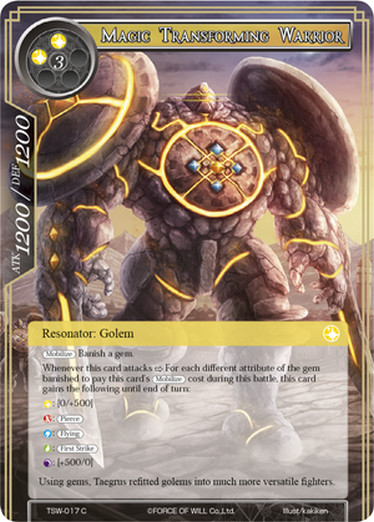 Magic Transforming Warrior
3
ATK 1200 / DEF 1200
Resonator: Golem
Mobilize Banish a gem.
Whenever this card attacks ⇨ For each different attribute of the gem
banished to pay this card's Mobilize cost during this battle, this card
gains the following until end of turn:
: [0/+500]
: Pierce
: Flying
: First Strike
: [+500/0]
Using gems, Taegrus refitted golems into much more versatile fighters.
TSW-017 C
©FORCE OF WILL Co.,Ltd.
Illust/kakiken